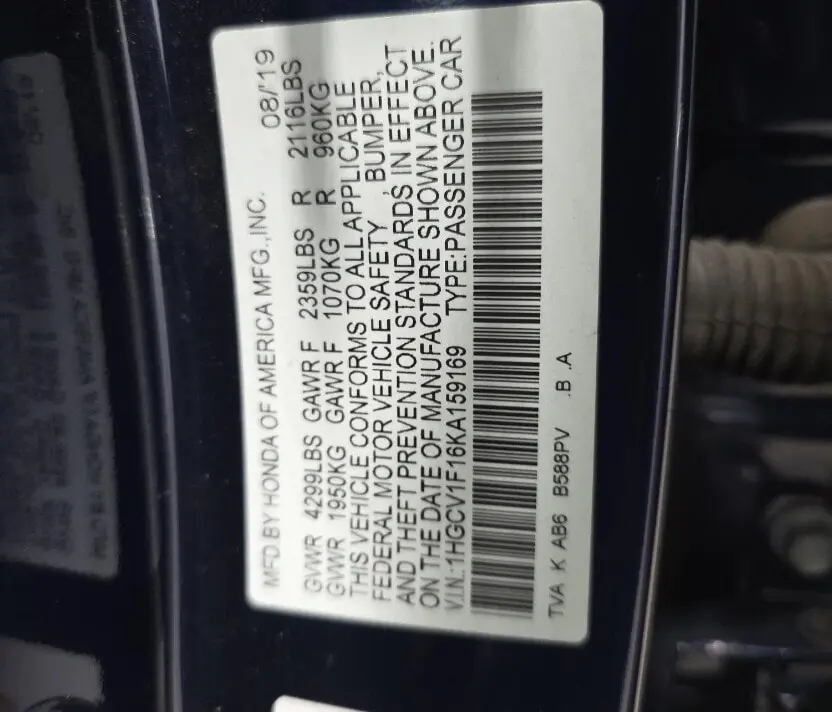 MFD BY HONDA OF AMERICA MFG.,INC. 08/'19
GVWR 4299LBS GAWR F 2359LBS R 2116LBS
GVWR 1950KG GAWR F 1070KG R 960KG
THIS VEHICLE CONFORMS TO ALL APPLICABLE
FEDERAL MOTOR VEHICLE SAFETY , BUMPER,
AND THEFT PREVENTION STANDARDS IN EFFECT
ON THE DATE OF MANUFACTURE SHOWN ABOVE.
V.I.N.:1HGCV1F16KA159169 TYPE:PASSENGER CAR
TVA K AB6 B588PV .B .A